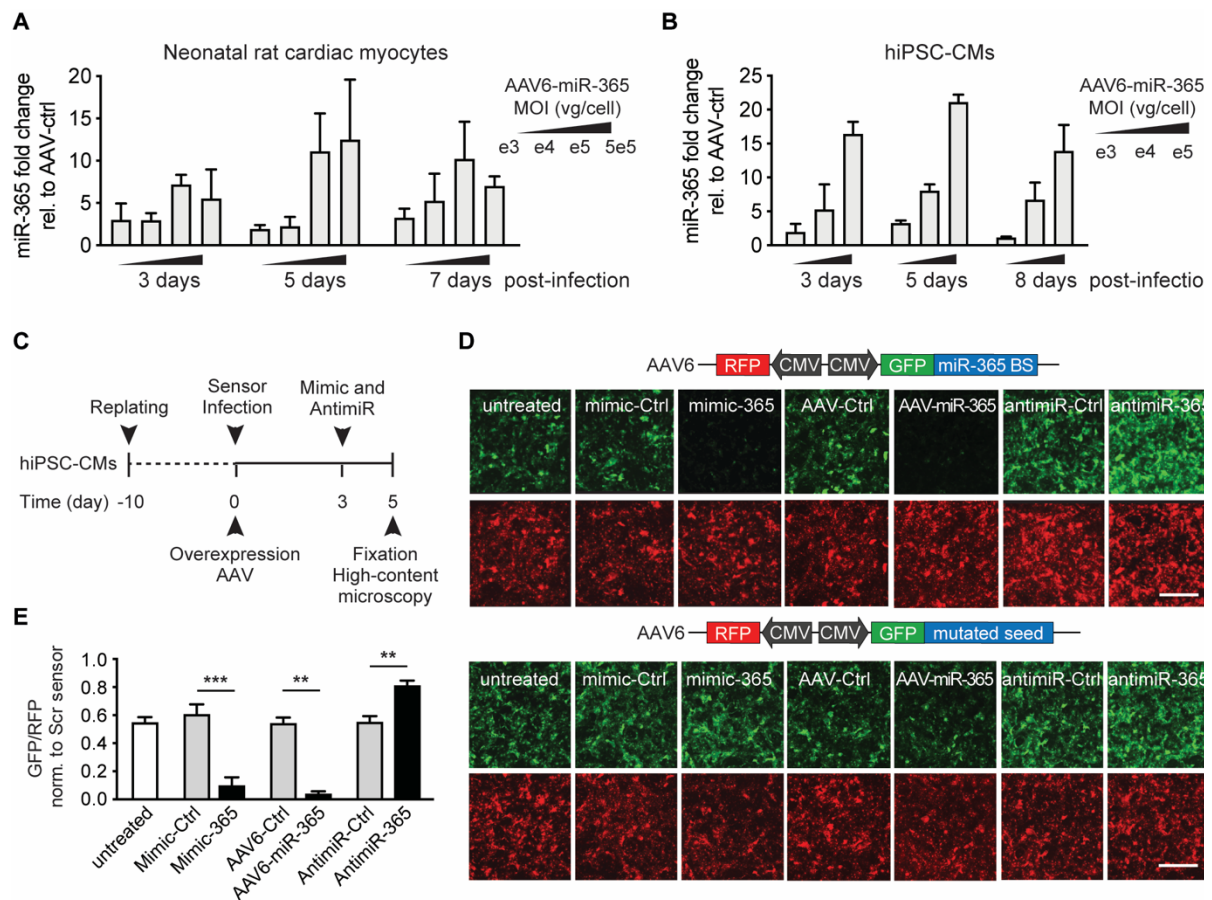 A
Neonatal rat cardiac myocytes
miR-365 fold change
rel. to AAV-ctrl
20
15
10
5
0
AAV6-miR-365
MOI (vg/cell)
e3 e4 e5 5e5
3 days 5 days 7 days post-infection
B
hiPSC-CMs
miR-365 fold change
rel. to AAV-ctrl
25
20
15
10
5
0
AAV6-miR-365
MOI (vg/cell)
e3 e4 e5
3 days 5 days 8 days post-infectio
C
Replating
Sensor
Infection
Mimic and
AntimiR
hiPSC-CMs
Time (day) -10 0 3 5
Overexpression
AAV
Fixation
High-content
microscopy
D
AAV6 RFP CMV CMV GFP miR-365 BS
untreated mimic-Ctrl mimic-365 AAV-Ctrl AAV-miR-365 antimiR-Ctrl antimiR-365
AAV6 RFP CMV CMV GFP mutated seed
untreated mimic-Ctrl mimic-365 AAV-Ctrl AAV-miR-365 antimiR-Ctrl antimiR-365
E
GFP/RFP
norm. to Scr sensor
1.0
0.8
0.6
0.4
0.2
0.0
*** ** **
untreated
Mimic-Ctrl
Mimic-365
AAV6-Ctrl
AAV6-miR-365
AntimiR-Ctrl
AntimiR-365